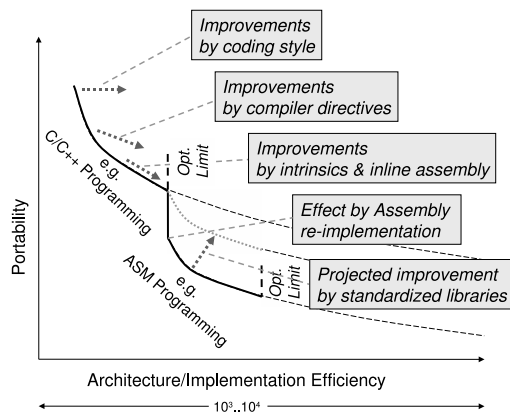 Improvements
by coding style
Improvements
by compiler directives
Improvements
by intrinsics & inline assembly
Opt.
Limit
e.g.
C/C++ Programming
Effect by Assembly
re-implementation
Projected improvement
by standardized libraries
Opt.
Limit
e.g.
ASM Programming
Portability
Architecture/Implementation Efficiency
10³..10⁴